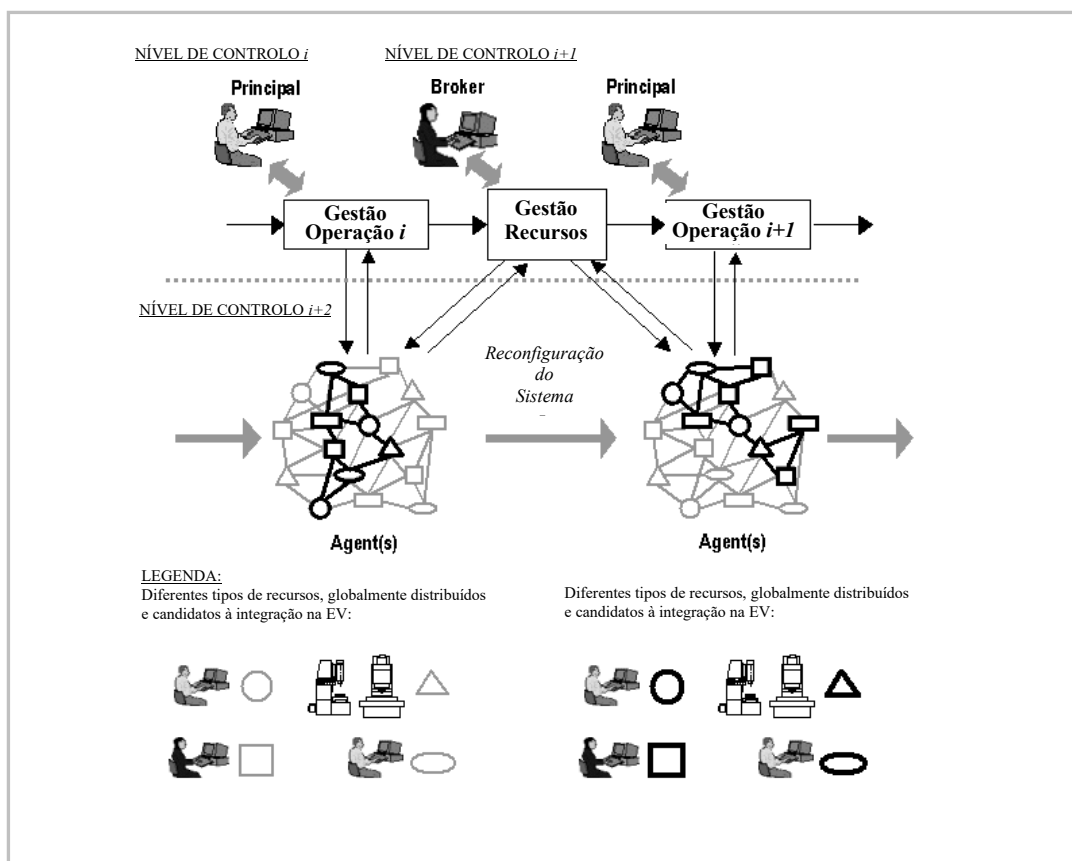 NÍVEL DE CONTROLO i
NÍVEL DE CONTROLO i+1
Principal
Broker
Principal
Gestão
Operação i
Gestão
Recursos
Gestão
Operação i+1
NÍVEL DE CONTROLO i+2
Reconfiguração
do
Sistema
Agent(s)
Agent(s)
LEGENDA:
Diferentes tipos de recursos, globalmente distribuídos
e candidatos à integração na EV:
Diferentes tipos de recursos, globalmente distribuídos
e candidatos à integração na EV: